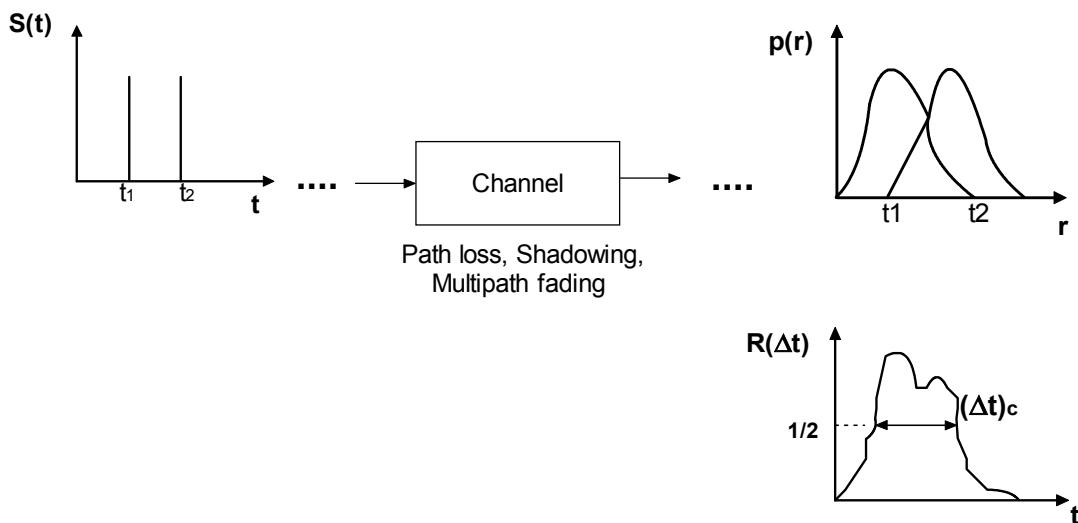 S(t)
t1
t2
t
....
Channel
....
Path loss, Shadowing,
Multipath fading
p(r)
t1
t2
r
R(Δt)
1/2
(Δt)c
t